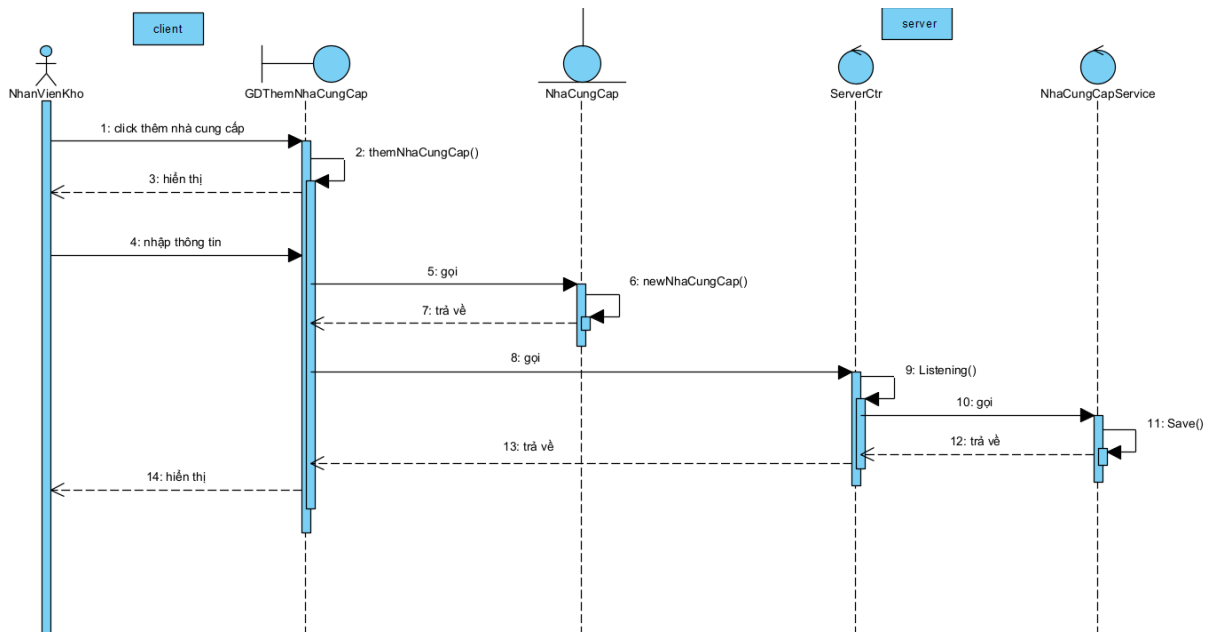 client
server
NhanVienKho
GDThemNhaCungCap
NhaCungCap
ServerCtr
NhaCungCapService
1: click thêm nhà cung cấp
2: themNhaCungCap()
3: hiển thị
4: nhập thông tin
5: gọi
6: newNhaCungCap()
7: trả về
8: gọi
9: Listening()
10: gọi
11: Save()
12: trả về
13: trả về
14: hiển thị